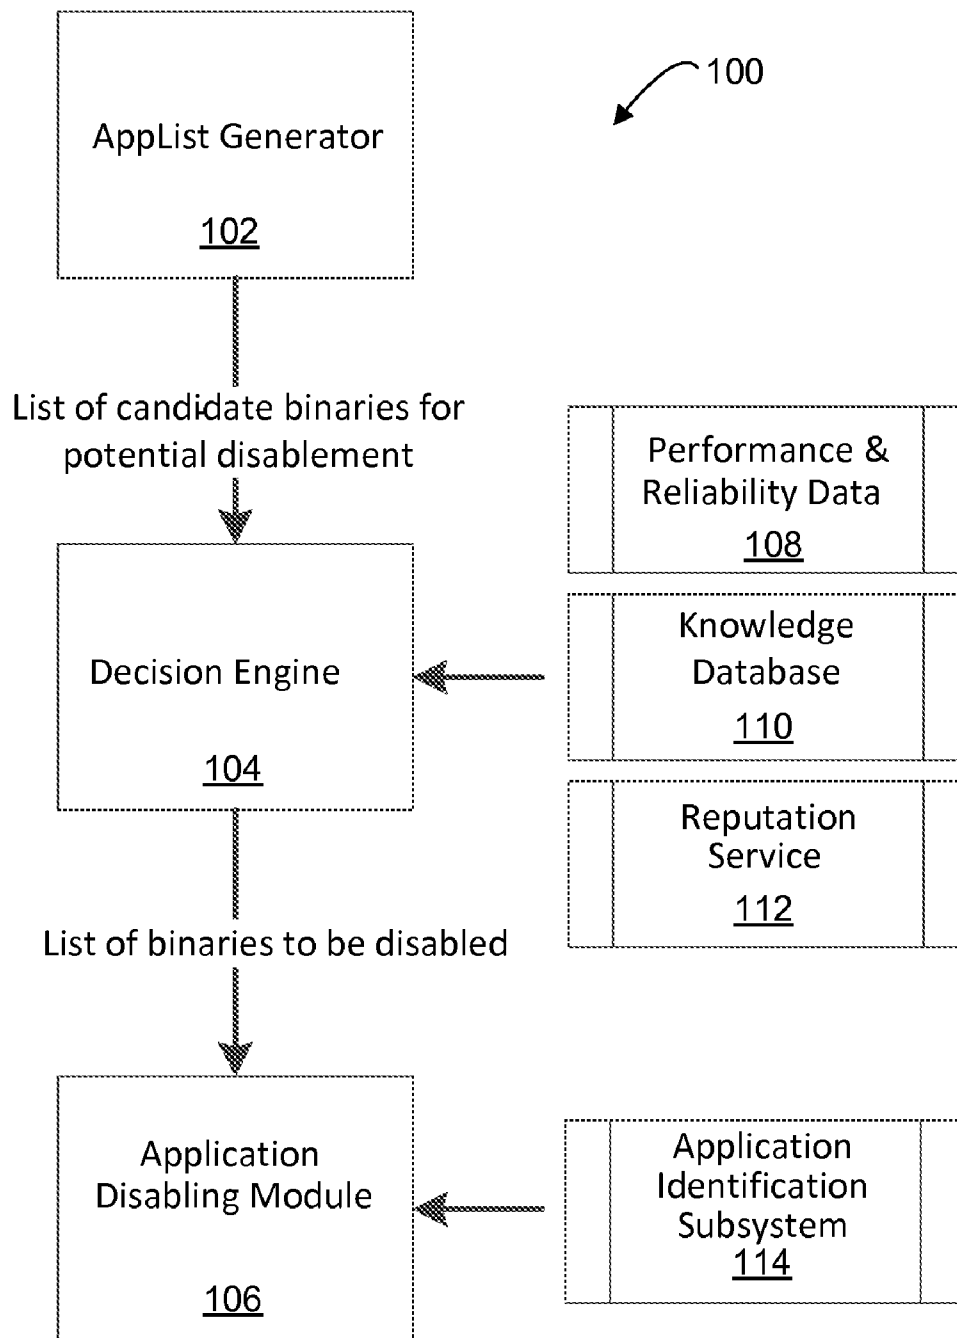 100
AppList Generator
102
List of candidate binaries for
potential disablement
Performance &
Reliability Data
108
Knowledge
Database
110
Decision Engine
104
Reputation
Service
112
List of binaries to be disabled
Application
Disabling Module
106
Application
Identification
Subsystem
114